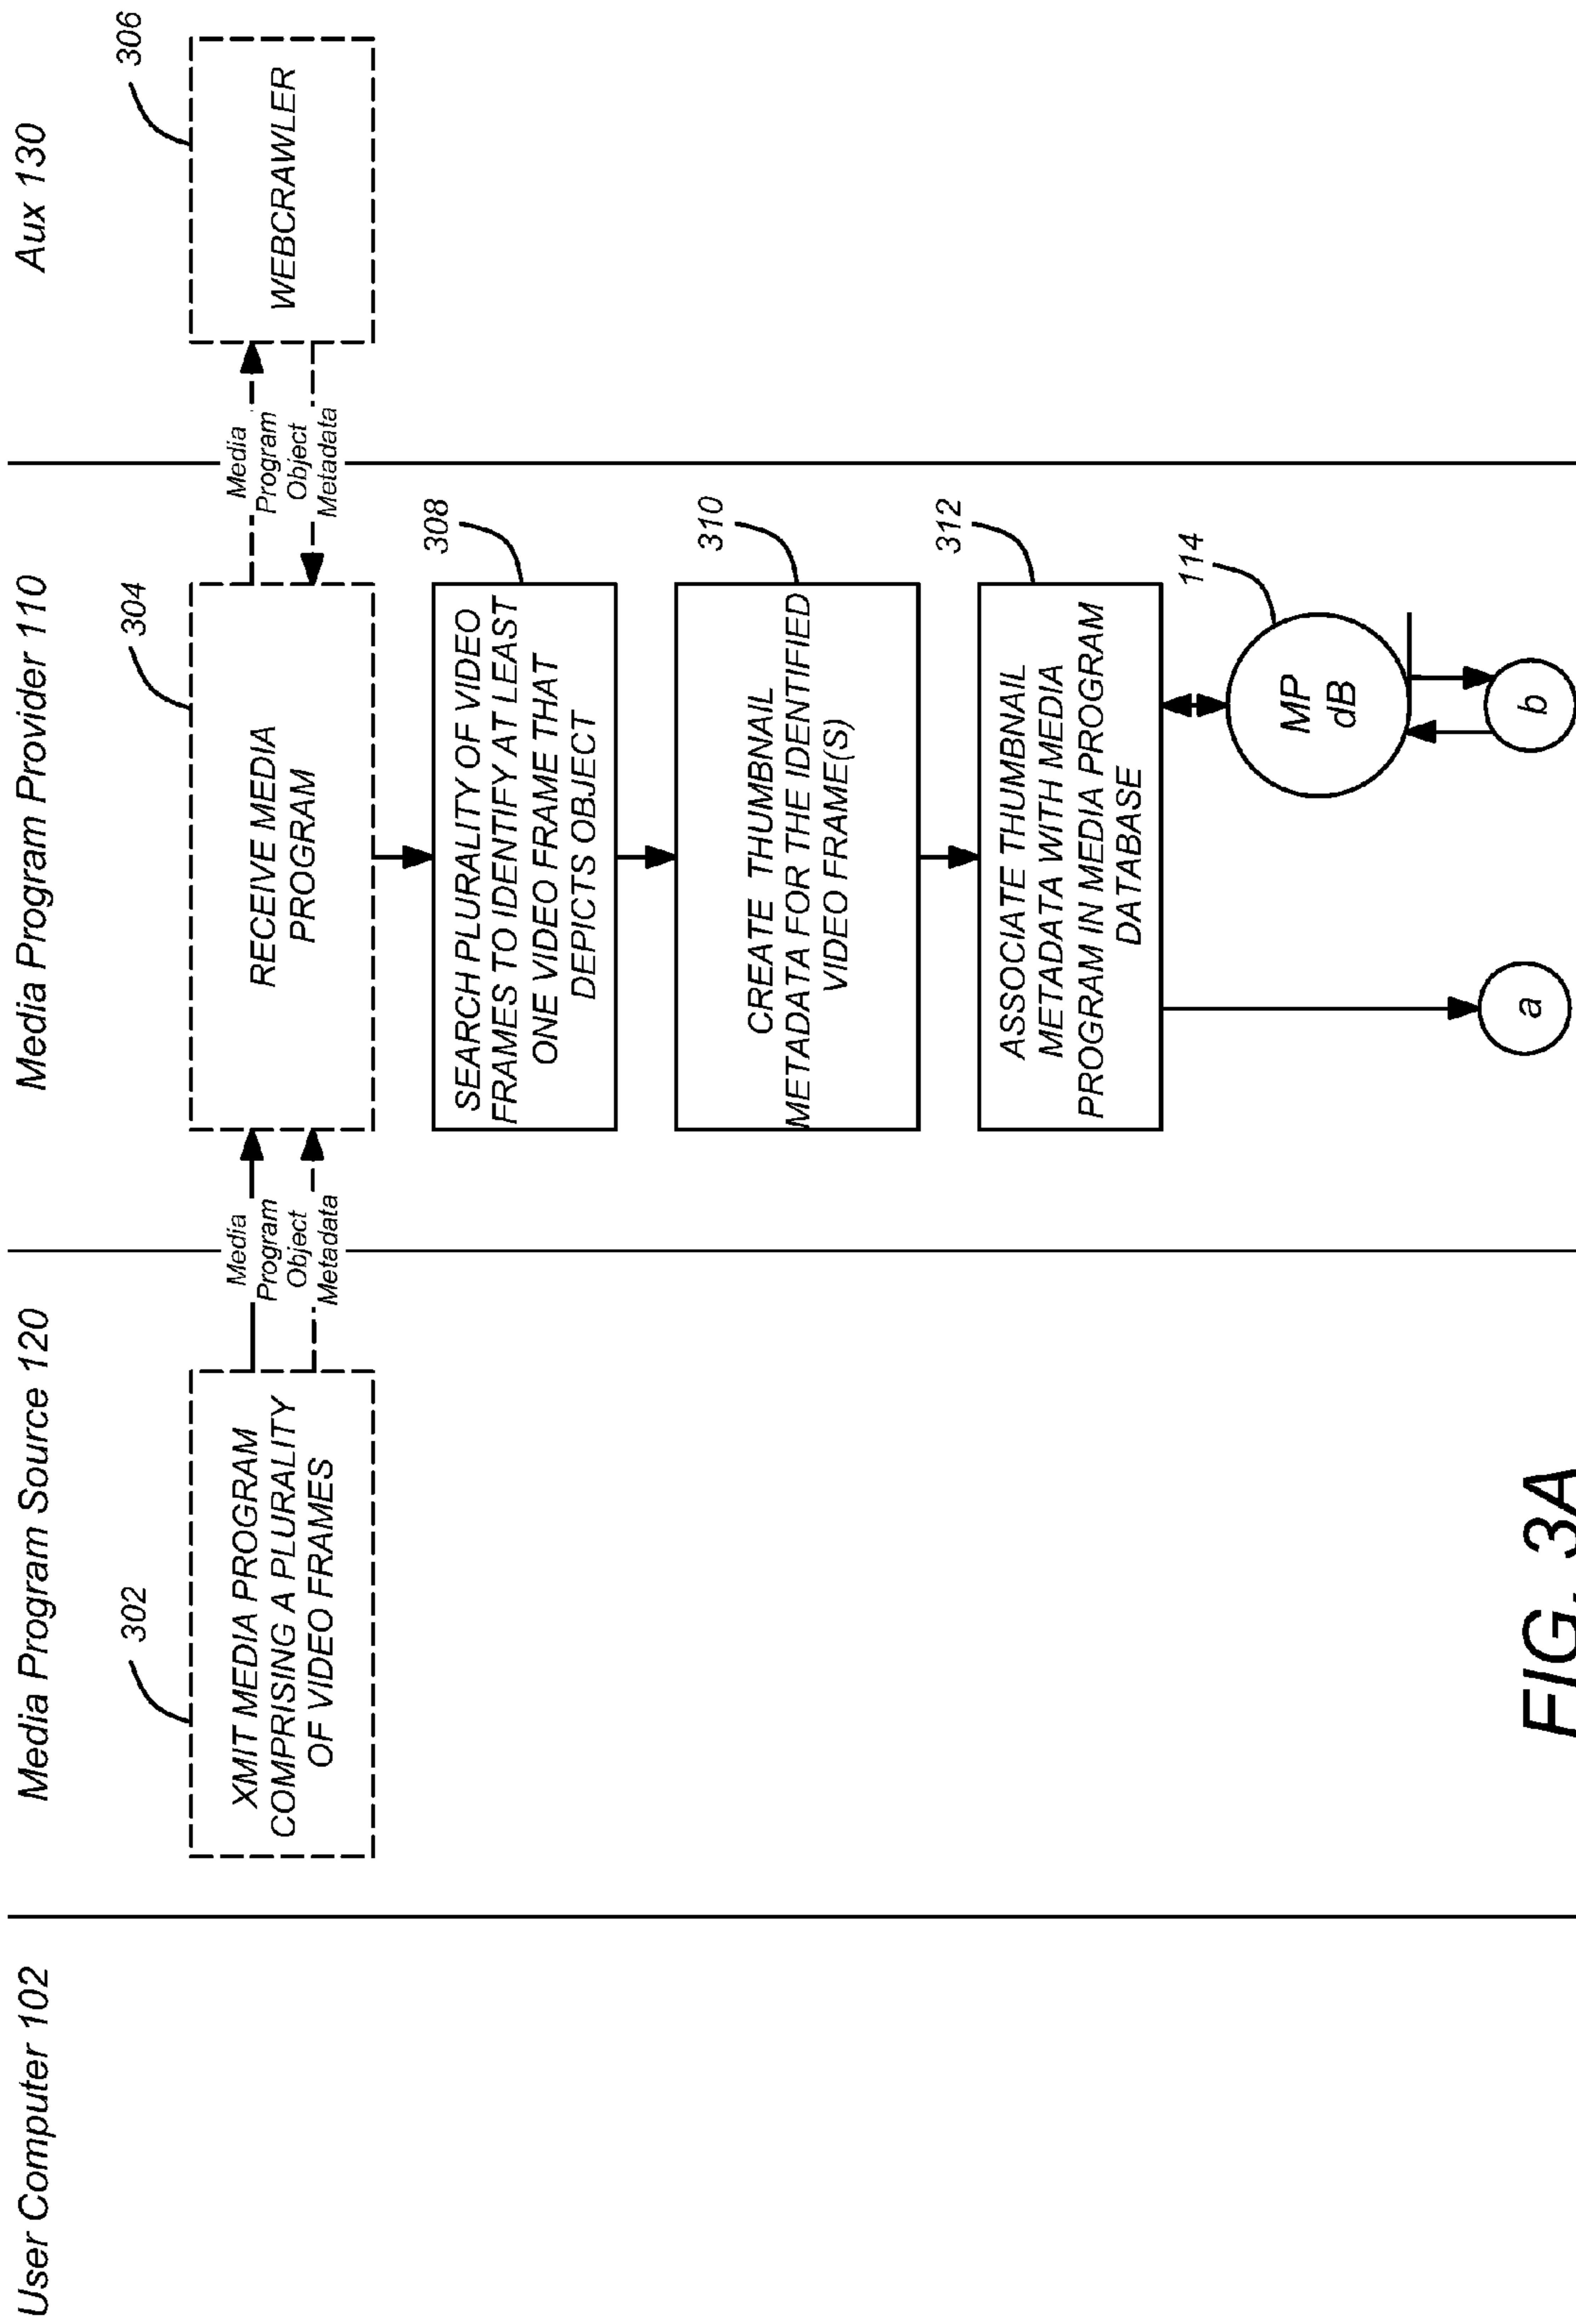 User Computer 102
Media Program Source 120
Media Program Provider 110
Aux 130
302
XMIT MEDIA PROGRAM
COMPRISING A PLURALITY
OF VIDEO FRAMES
Media
Program
Object
Metadata
304
RECEIVE MEDIA
PROGRAM
Media
Program
Object
Metadata
306
WEBCRAWLER
308
SEARCH PLURALITY OF VIDEO
FRAMES TO IDENTIFY AT LEAST
ONE VIDEO FRAME THAT
DEPICTS OBJECT
310
CREATE THUMBNAIL
METADATA FOR THE IDENTIFIED
VIDEO FRAME(S)
312
ASSOCIATE THUMBNAIL
METADATA WITH MEDIA
PROGRAM IN MEDIA PROGRAM
DATABASE
114
MP
dB
a
b
FIG. 3A